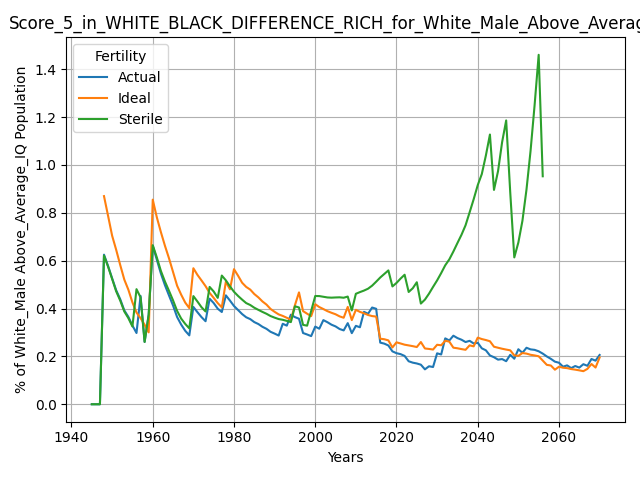 Score_5_in_WHITE_BLACK_DIFFERENCE_RICH_for_White_Male_Above_Averag
Fertility
Actual
Ideal
Sterile
1.4
1.2
1.0
0.8
0.6
0.4
0.2
0.0
% of White_Male Above_Average_IQ Population
1940 1960 1980 2000 2020 2040 2060
Years